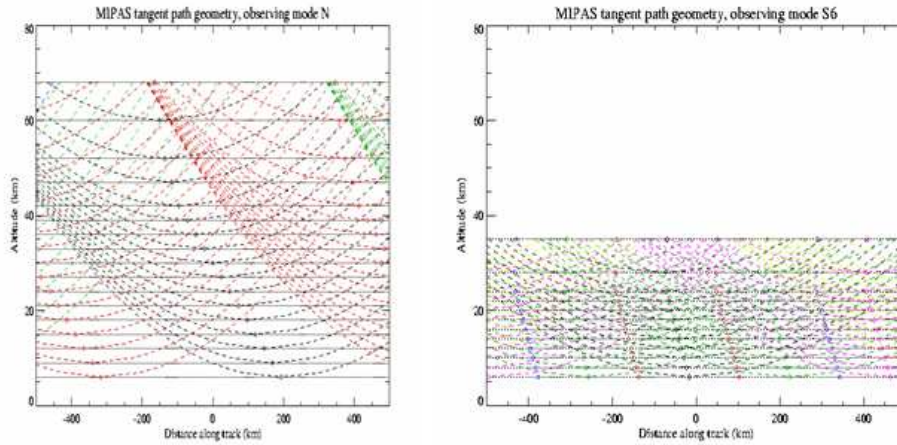 MIPAS tangent path geometry, observing mode N
80
60
40
20
0
Altitude (km)
-400 -200 0 200 400
Distance along track (km)
MIPAS tangent path geometry, observing mode S6
80
60
40
20
0
Altitude (km)
-400 -200 0 200 400
Distance along track (km)